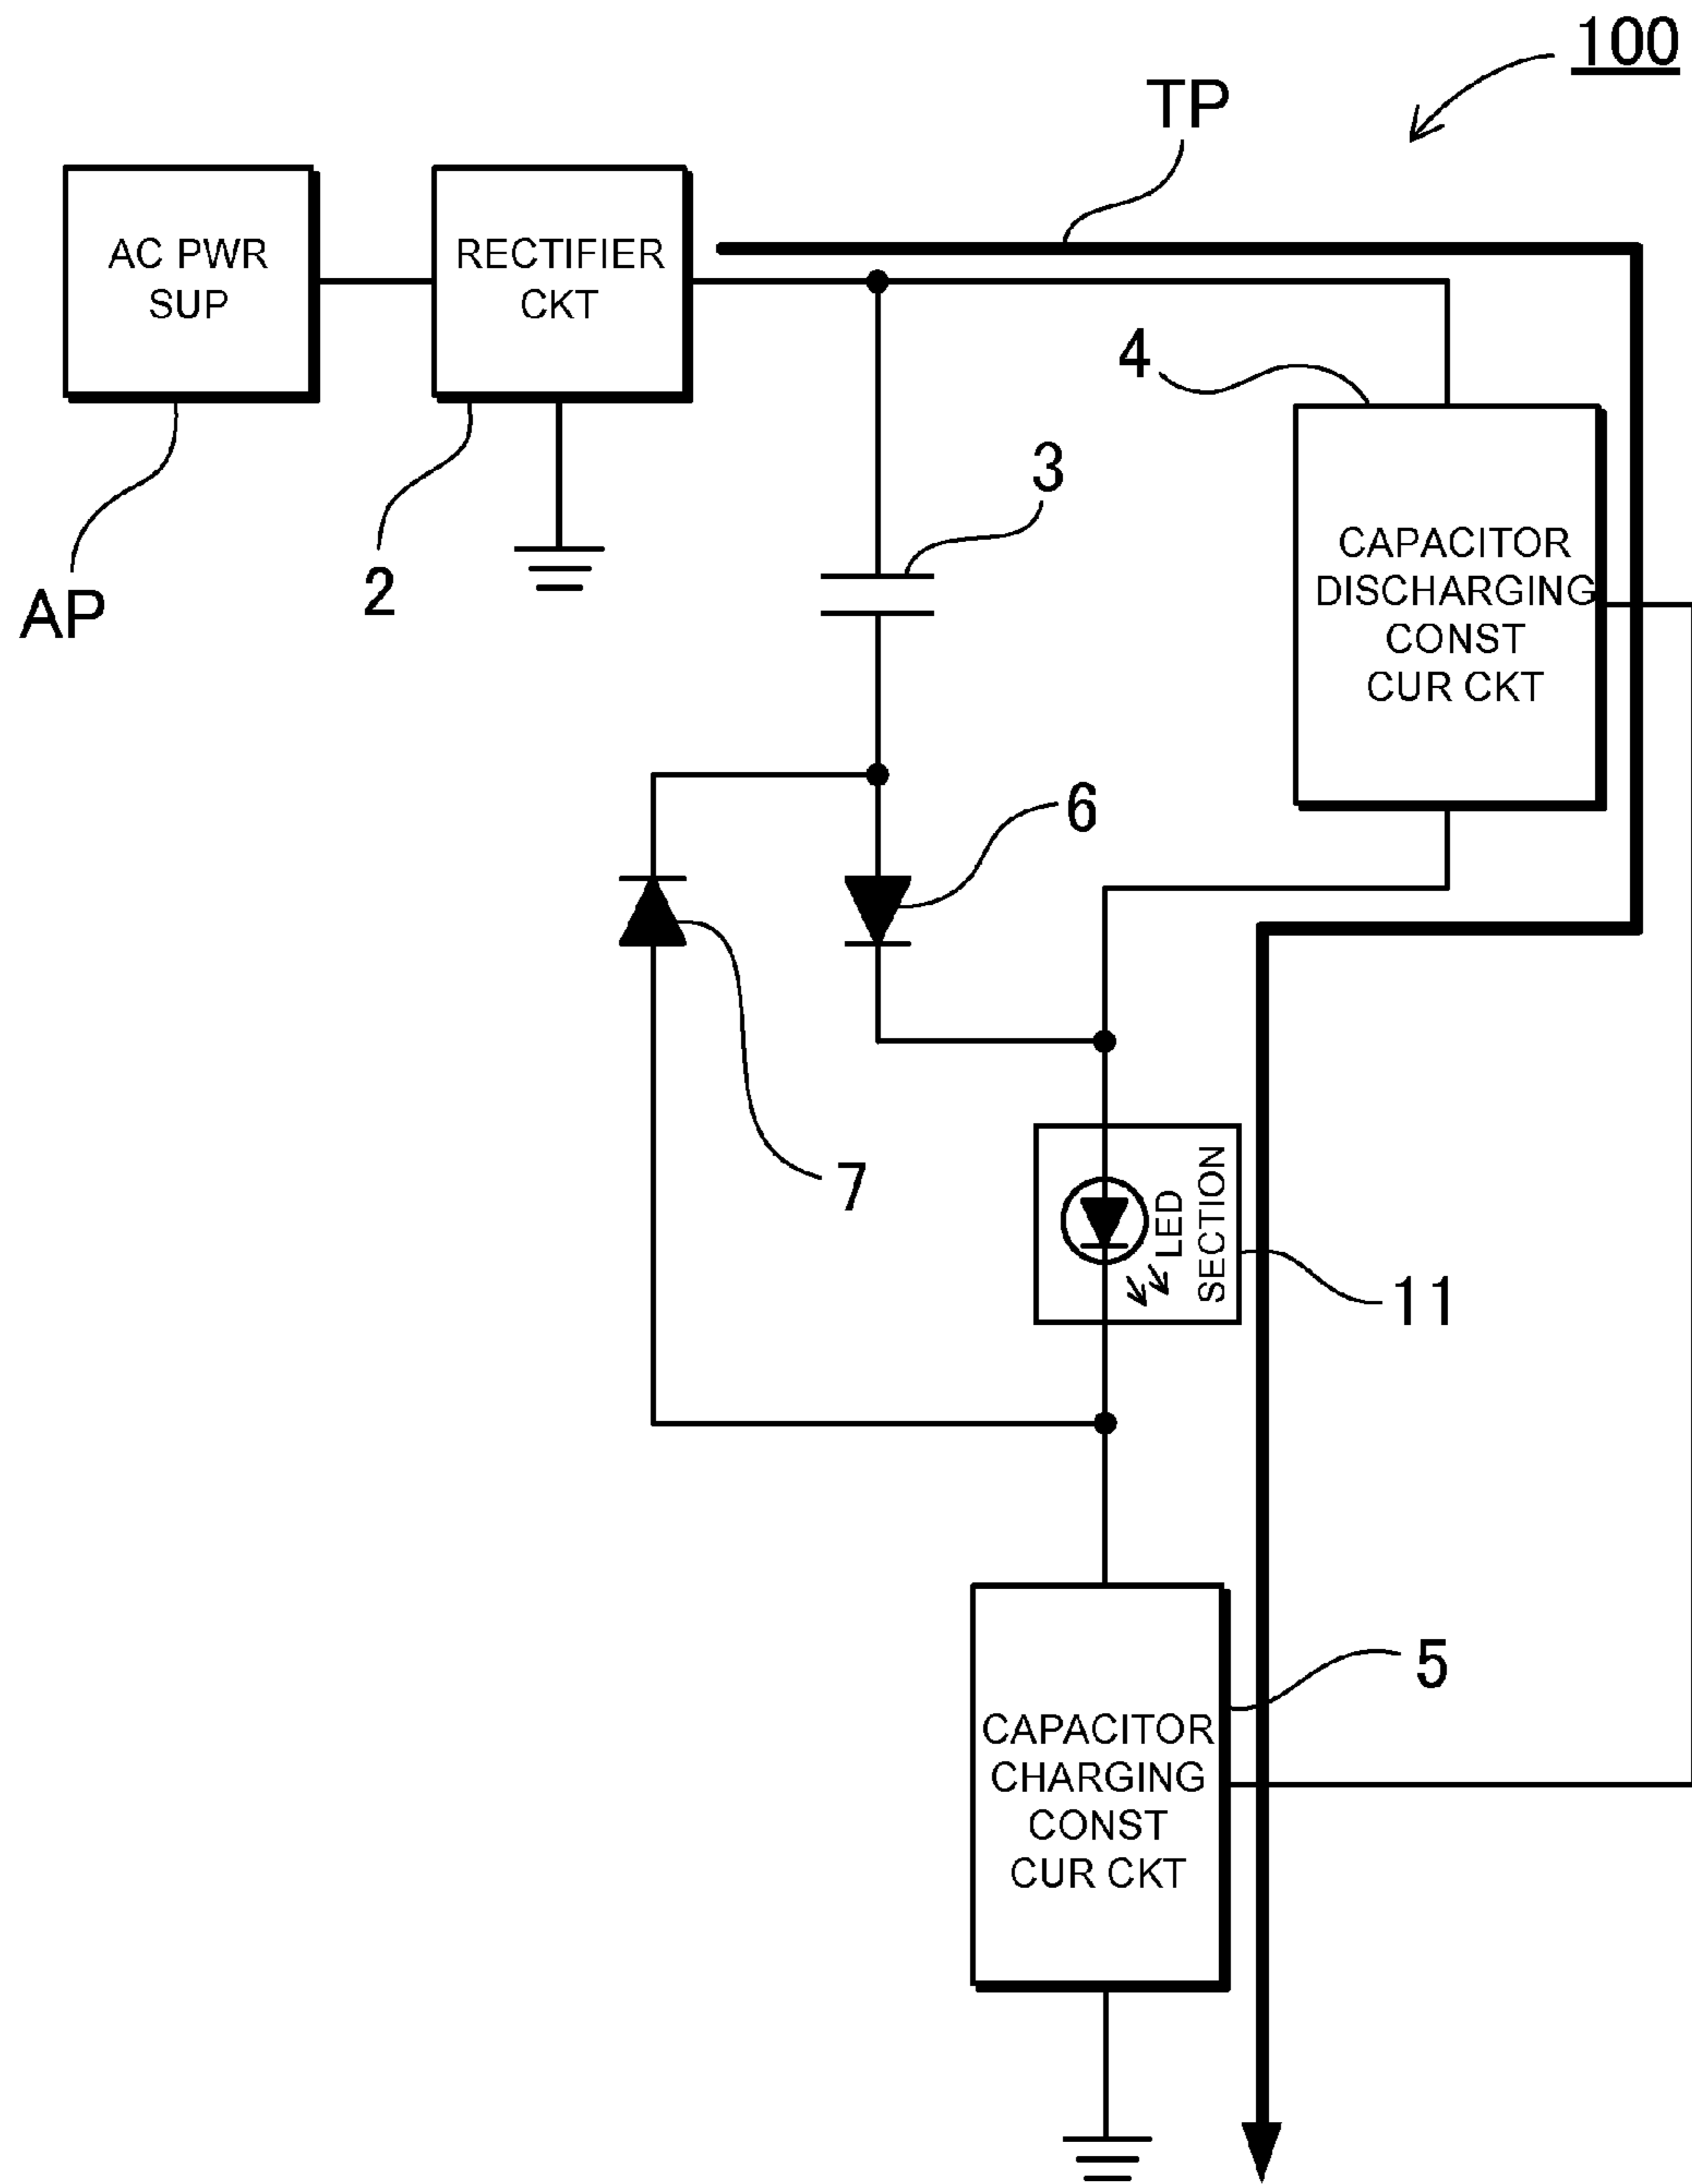 100
TP
AC PWR
SUP
RECTIFIER
CKT
4
3
CAPACITOR
DISCHARGING
CONST
CUR CKT
AP
2
6
7
LED
SECTION
11
5
CAPACITOR
CHARGING
CONST
CUR CKT